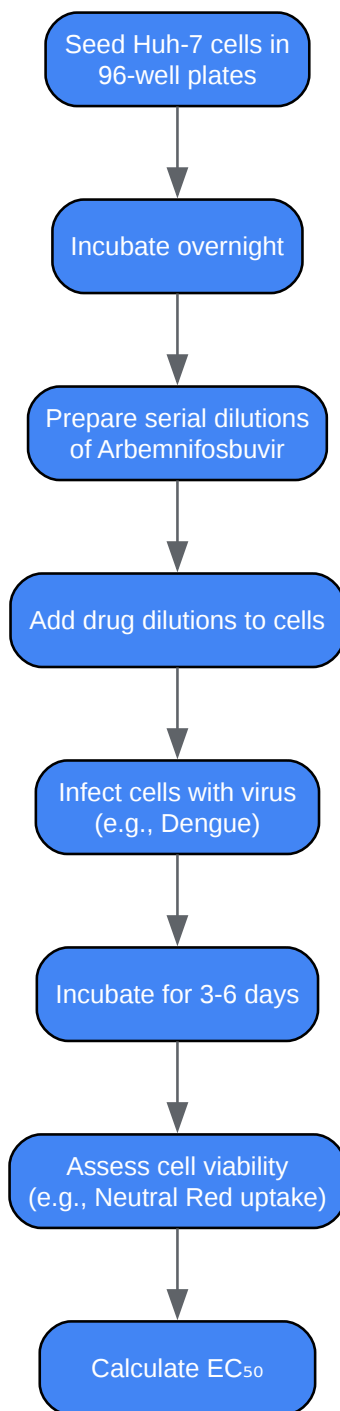 Seed Huh-7 cells in
96-well plates
Incubate overnight
Prepare serial dilutions
of Arbemnifosbuvir
Add drug dilutions to cells
Infect cells with virus
(e.g., Dengue)
Incubate for 3-6 days
Assess cell viability
(e.g., Neutral Red uptake)
Calculate EC₅₀